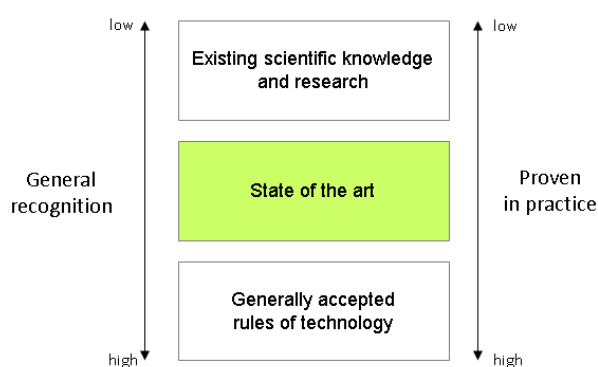 low
low
Existing scientific knowledge
and research
General
recognition
State of the art
Proven
in practice
Generally accepted
rules of technology
high
high